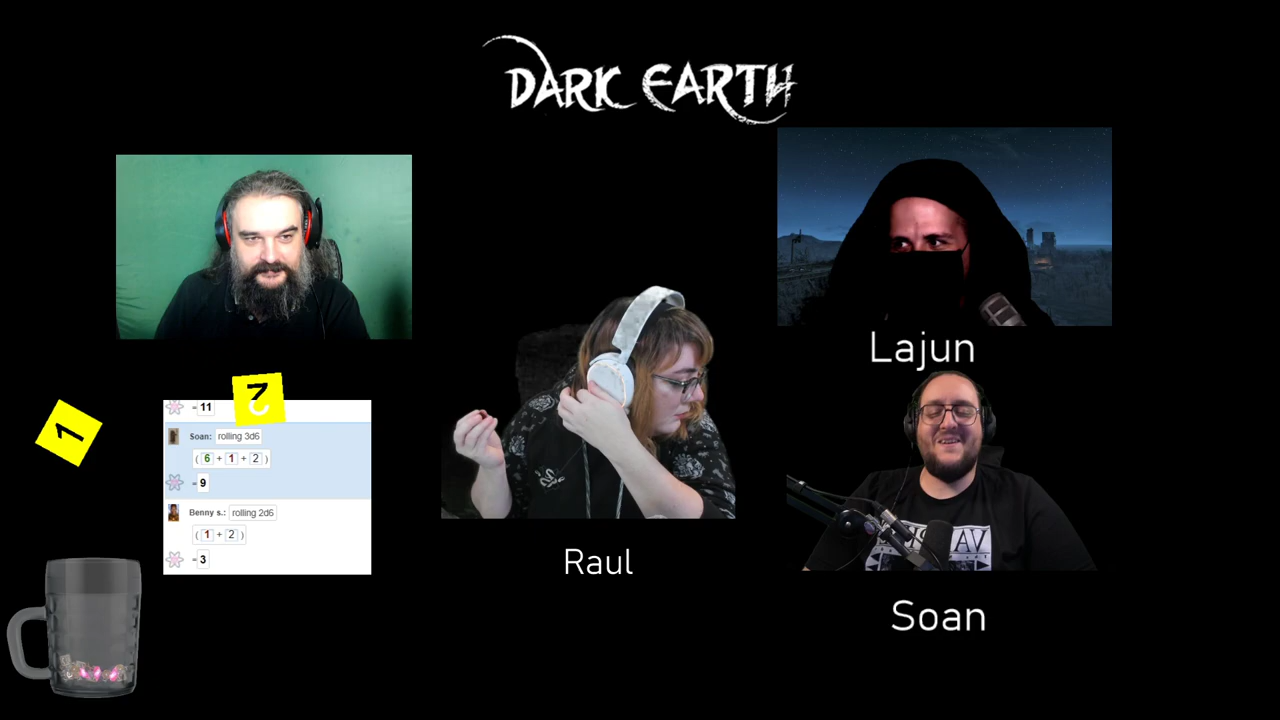 DARK EARTH
Lajun
1
2
=11
Soan: rolling 3d6
(6+1+2)
=9
Benny s.: rolling 2d6
(1+2)
=3
Raul
Soan